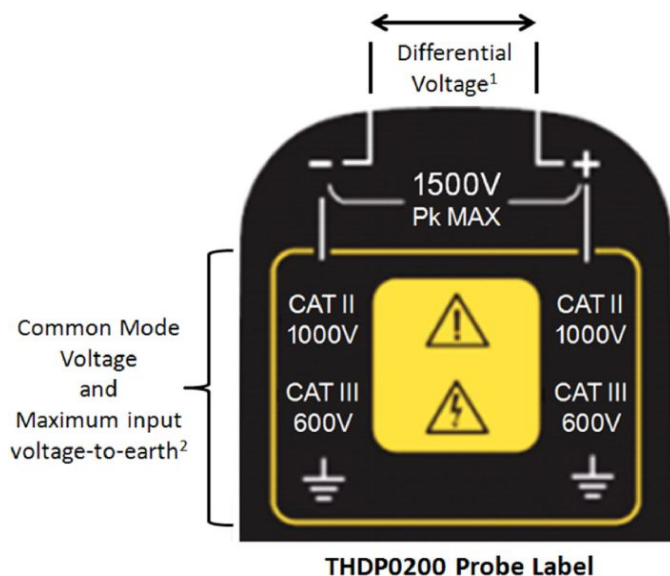 Differential
Voltage¹
- +
1500V
Pk MAX
CAT II
1000V
CAT III
600V
CAT II
1000V
CAT III
600V
Common Mode
Voltage
and
Maximum input
voltage-to-earth²
THDP0200 Probe Label